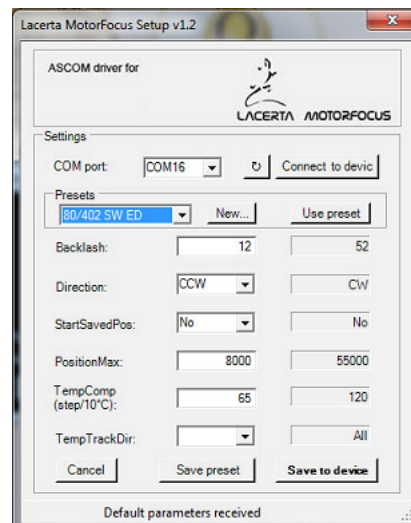 Lacerta MotorFocus Setup v1.2
ASCOM driver for
LACERTA MOTORFOCUS
Settings
COM port: COM16 ↻ Connect to devic
Presets
80/402 SW ED New... Use preset
Backlash: 12 52
Direction: CCW CW
StartSavedPos: No No
PositionMax: 8000 55000
TempComp
(step/10°C): 65 120
TempTrackDir: All
Cancel Save preset Save to device
Default parameters received